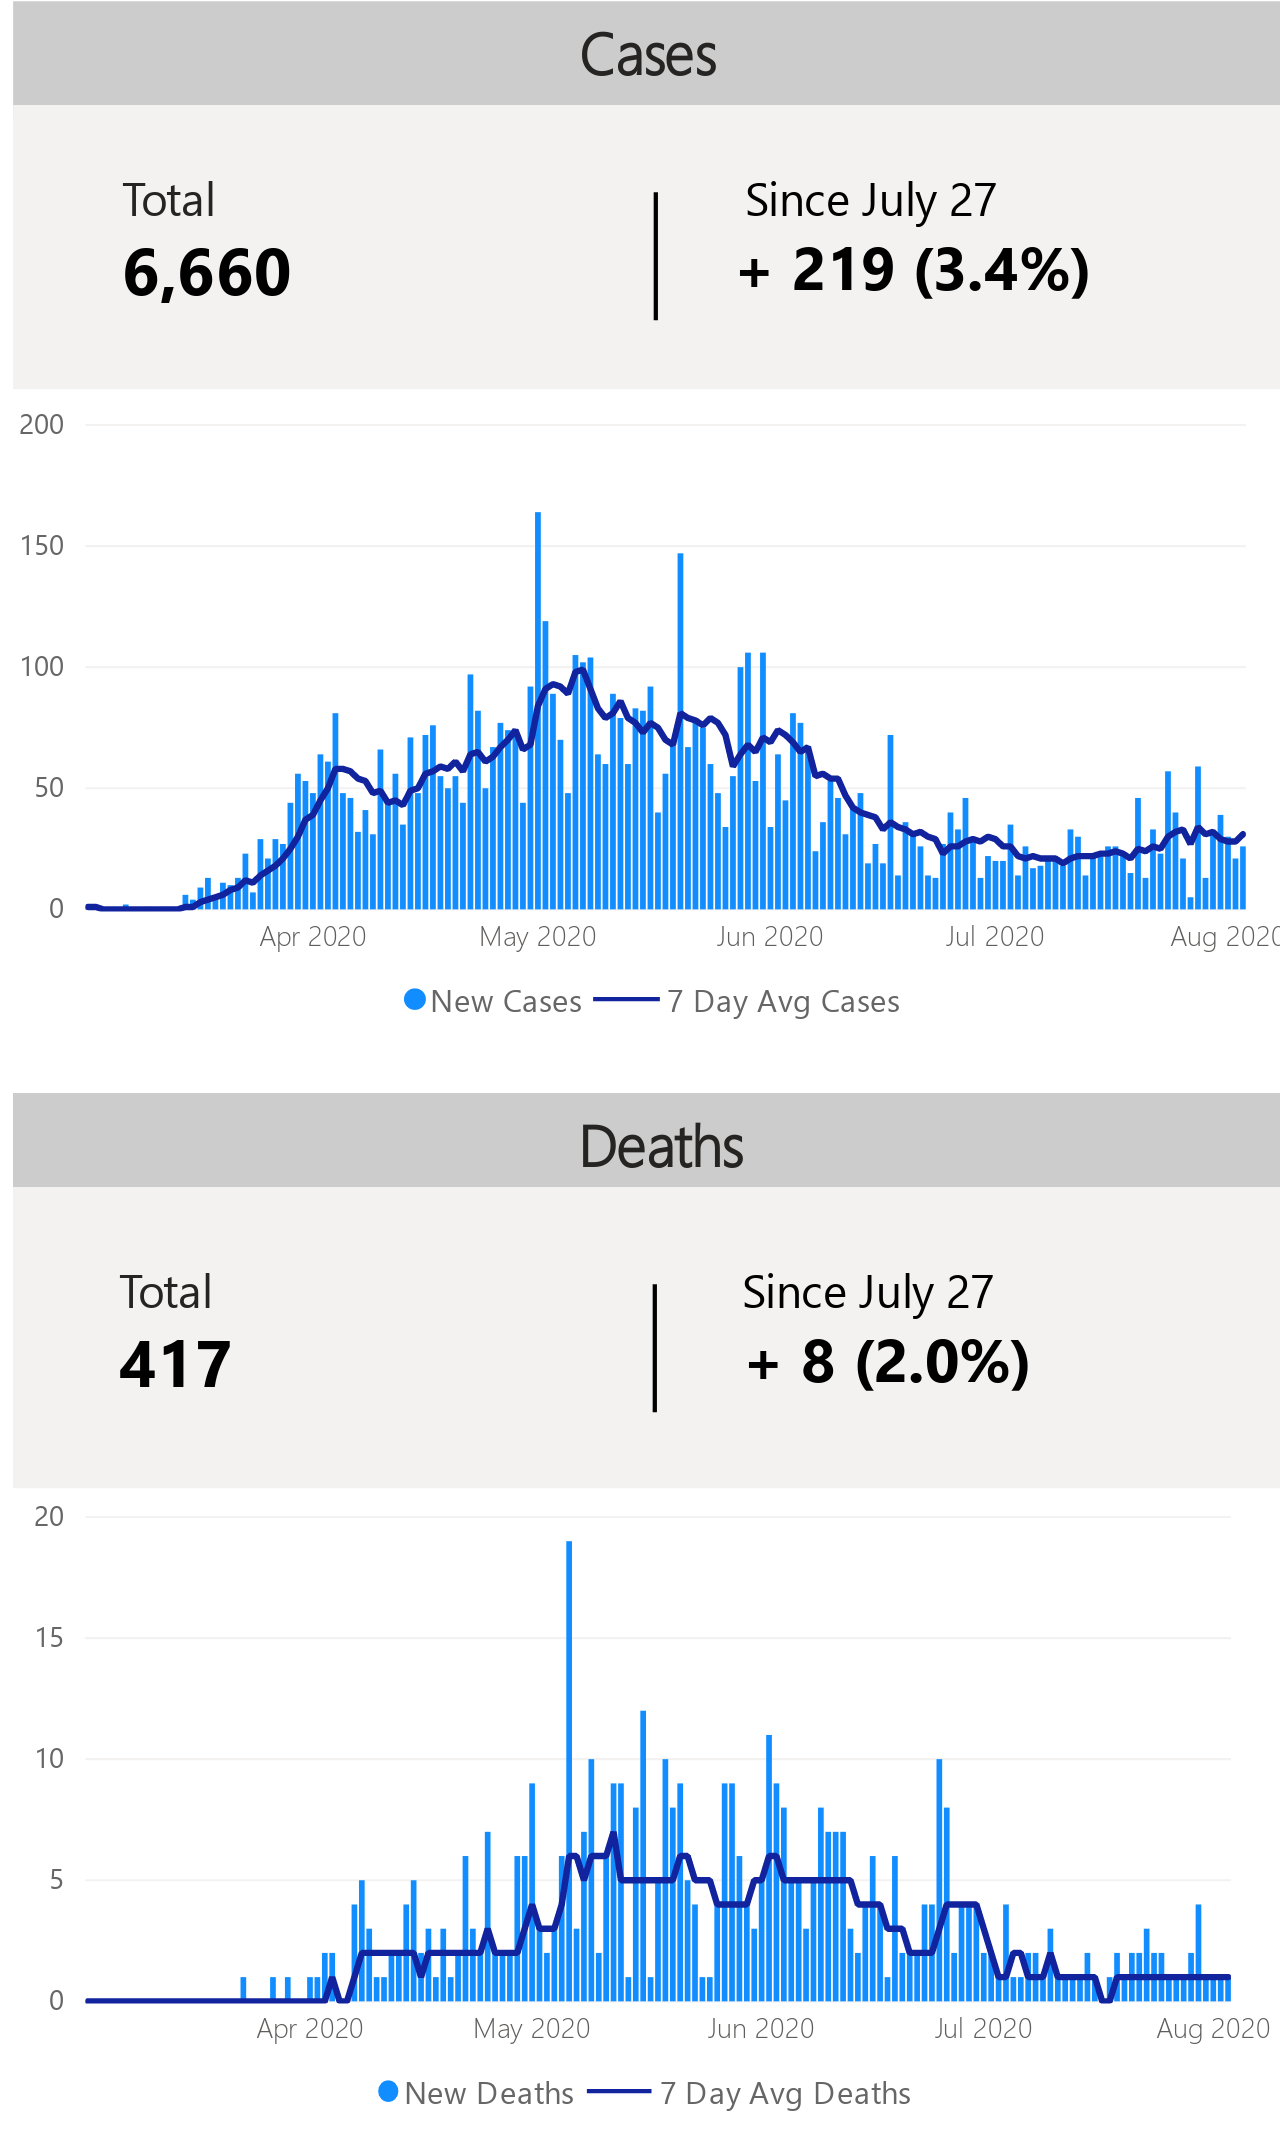 Cases
Total
Since July 27
6,660
+ 219 (3.4%)
200
150
100
50
0
Apr 2020
May 2020
Jun 2020
Jul 2020
Aug 2020
New Cases
7 Day Avg Cases
Deaths
Total
Since July 27
417
+ 8 (2.0%)
20
15
10
5
0
Apr 2020
May 2020
Jun 2020
Jul 2020
Aug 2020
New Deaths
7 Day Avg Deaths